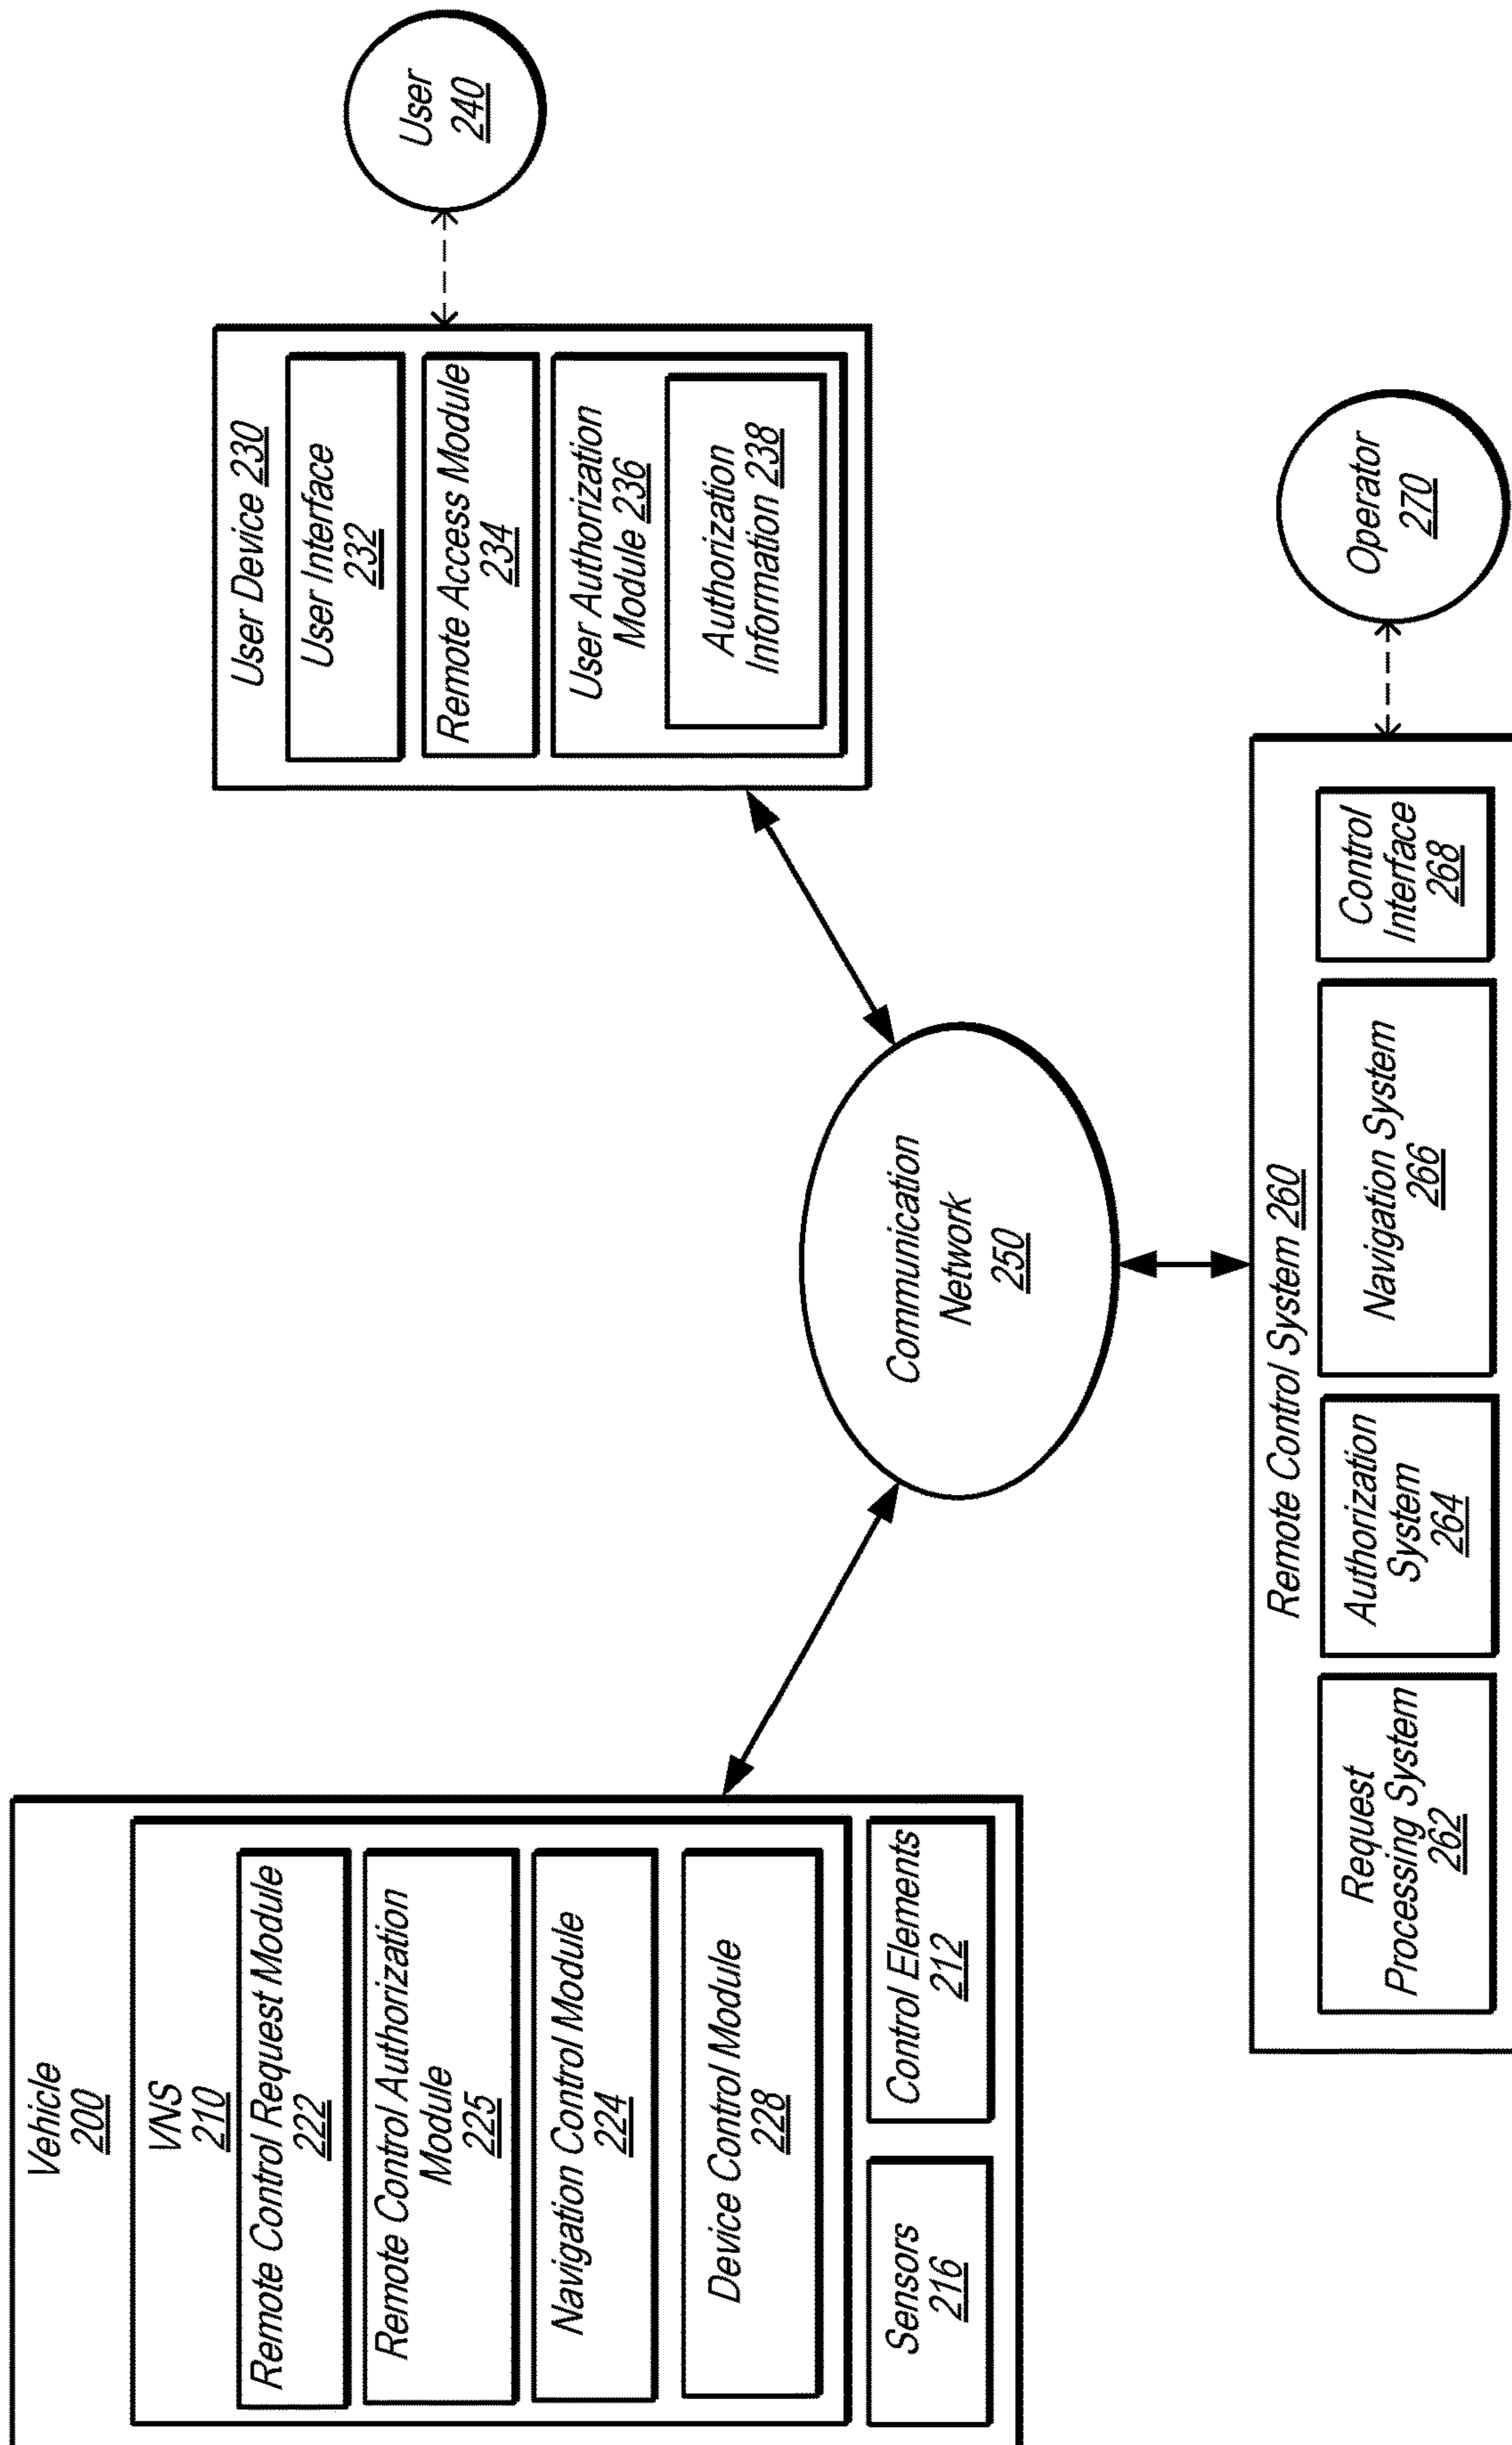 Vehicle
200
VNS
210
Remote Control Request Module
222
Remote Control Authorization
Module
225
Navigation Control Module
224
Device Control Module
228
Sensors
216
Control Elements
212
User Device 230
User Interface
232
Remote Access Module
234
User Authorization
Module 236
Authorization
Information 238
User
240
Communication
Network
250
Remote Control System 260
Request
Processing System
262
Authorization
System
264
Navigation System
266
Control
Interface
268
Operator
270